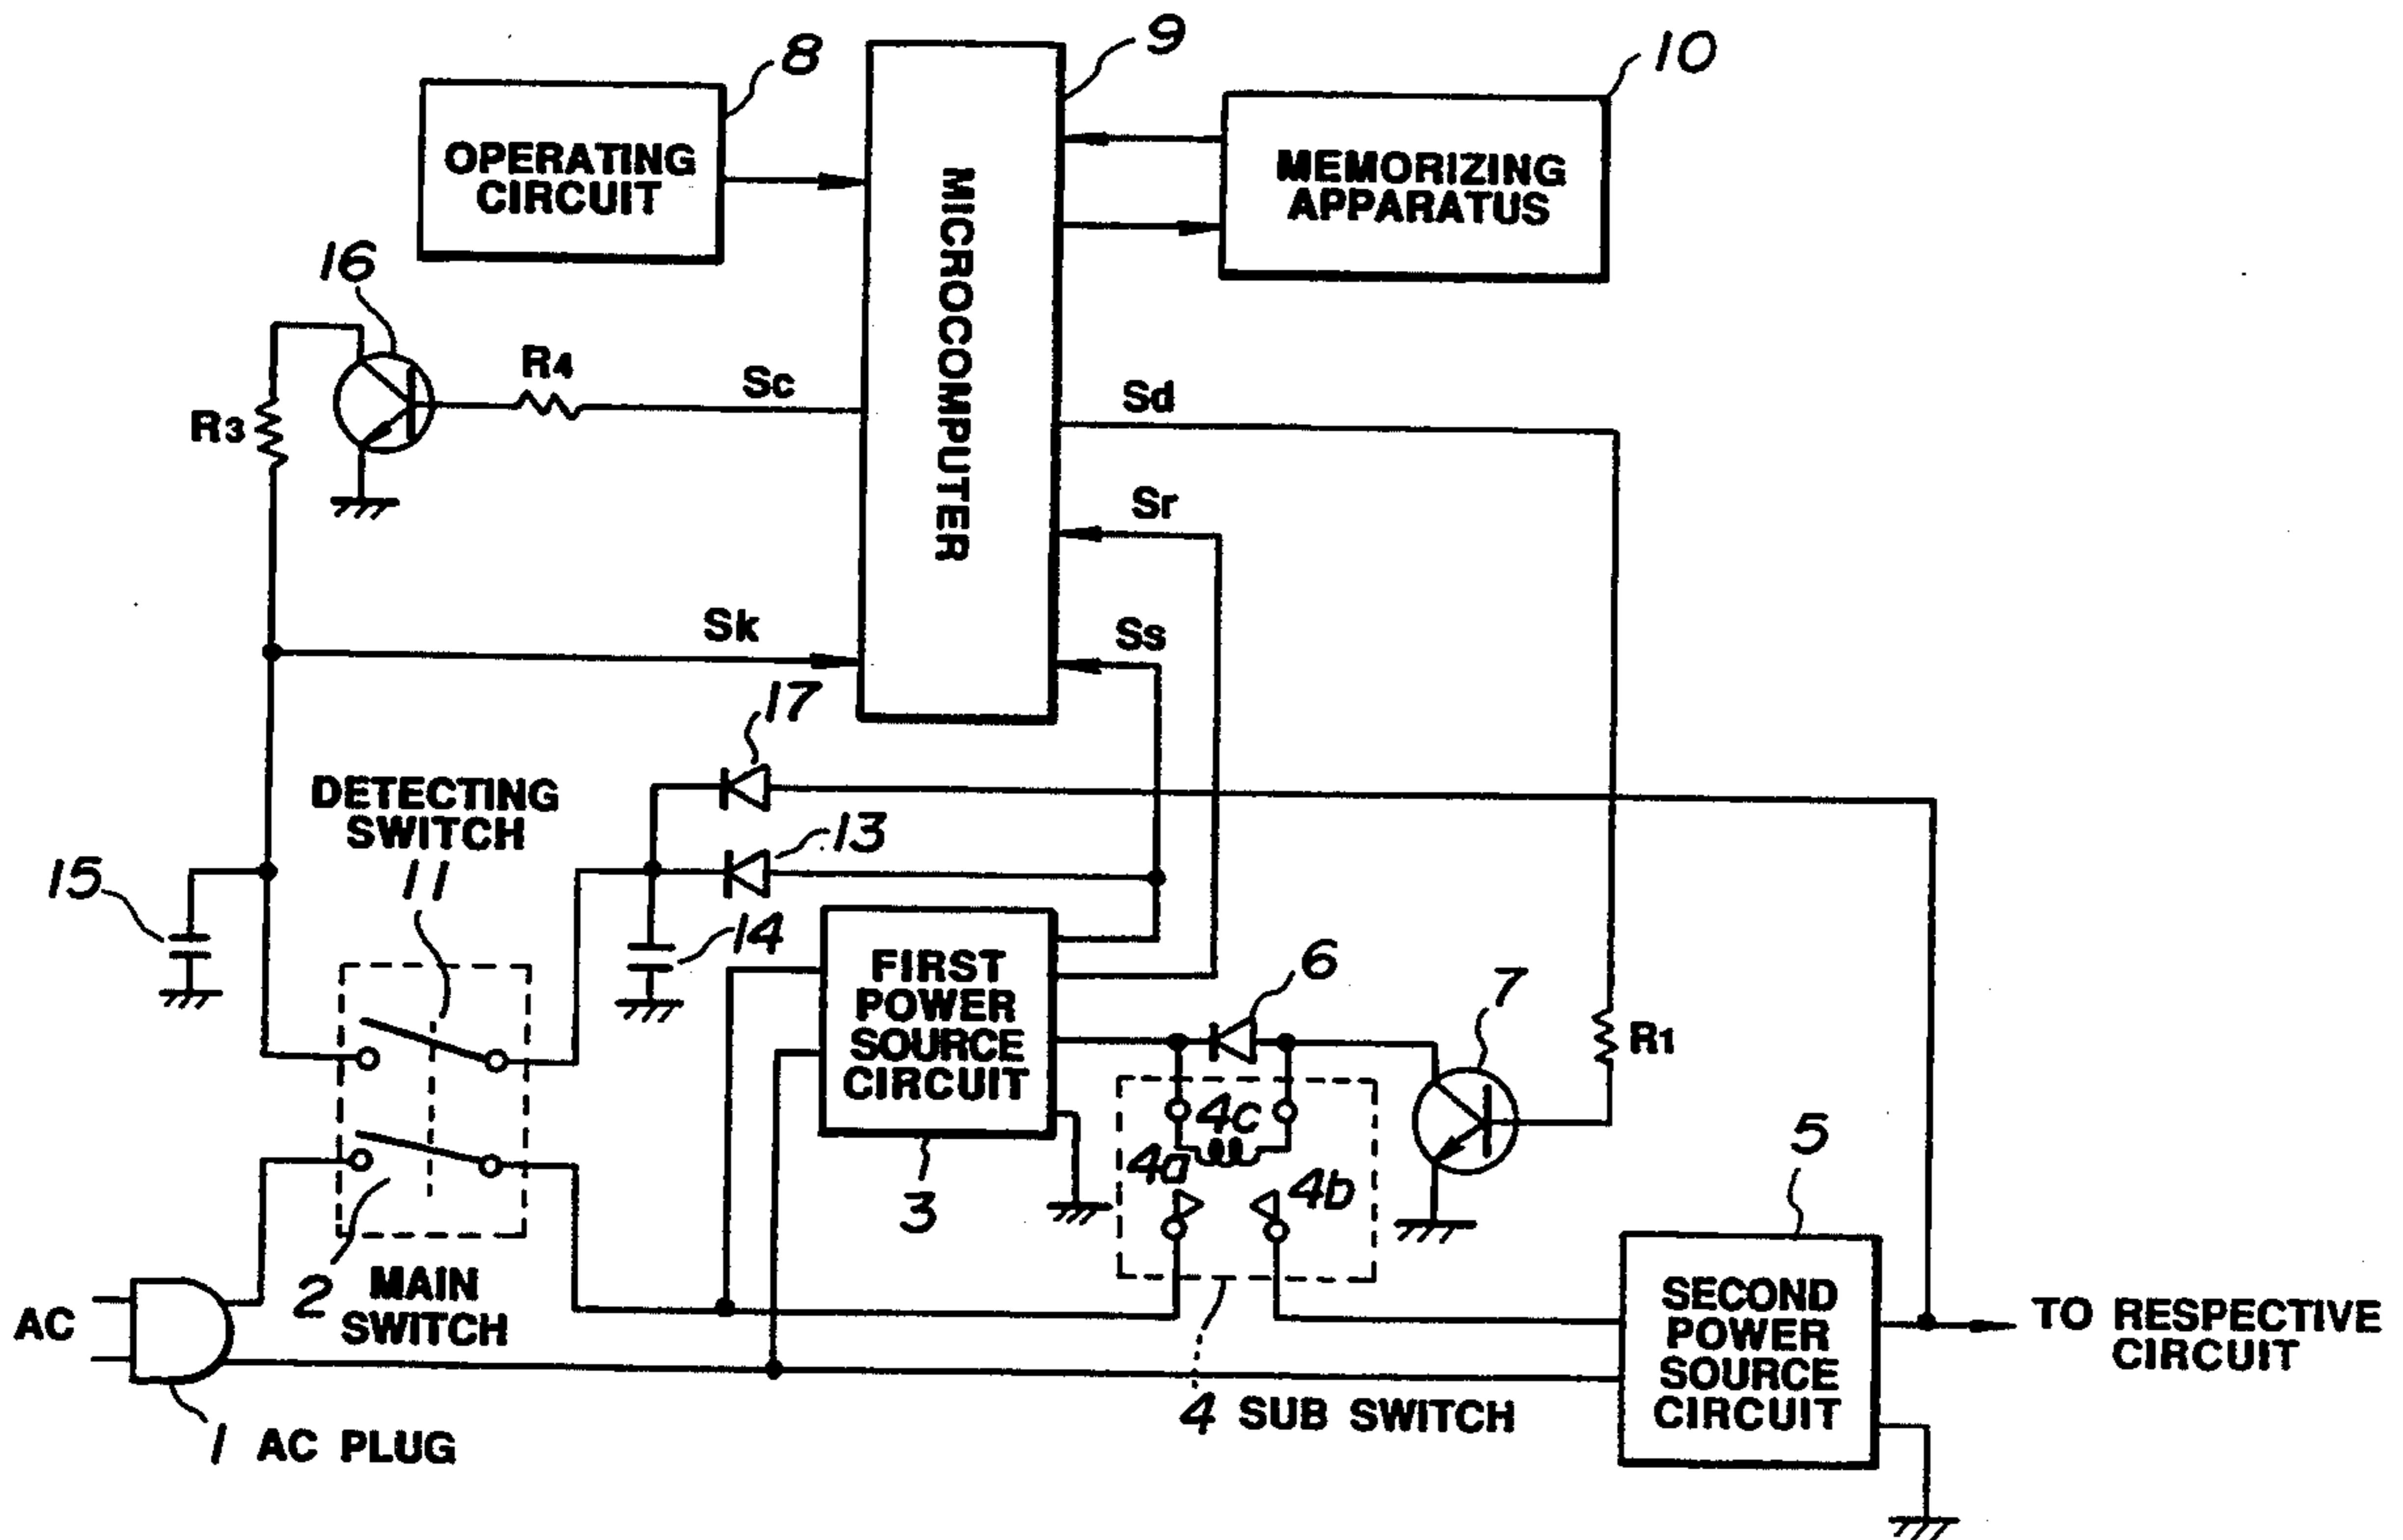 8
9
10
OPERATING
CIRCUIT
MICROCOMPUTER
MEMORIZING
APPARATUS
16
R4
Sc
Sd
R3
Sr
Sk
Ss
17
DETECTING
SWITCH
11
13
15
14
FIRST
POWER
SOURCE
CIRCUIT
3
6
7
R1
4c
4a
4b
5
2
MAIN
SWITCH
AC
SECOND
POWER
SOURCE
CIRCUIT
TO RESPECTIVE
CIRCUIT
4 SUB SWITCH
1 AC PLUG